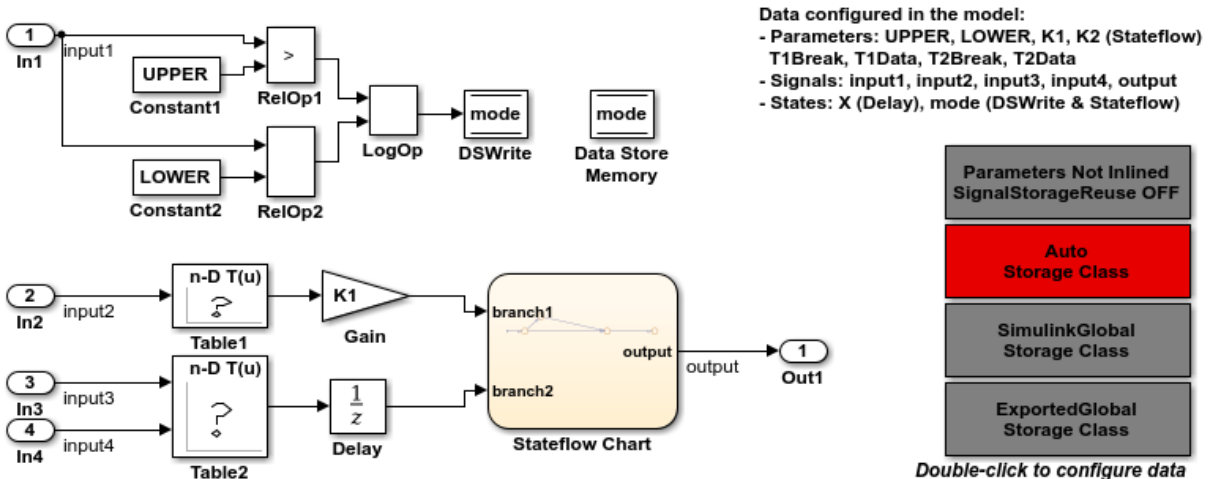 1
In1
input1
UPPER
Constant1
>
RelOp1
LOWER
Constant2
RelOp2
LogOp
mode
DSWrite
mode
Data Store
Memory
2
In2
input2
n-D T(u)
?
Table1
K1
Gain
3
In3
input3
4
In4
input4
n-D T(u)
?
Table2
1
z
Delay
branch1
branch2
output
Stateflow Chart
output
1
Out1
Data configured in the model:
- Parameters: UPPER, LOWER, K1, K2 (Stateflow)
T1Break, T1Data, T2Break, T2Data
- Signals: input1, input2, input3, input4, output
- States: X (Delay), mode (DSWrite & Stateflow)
Parameters Not Inlined
SignalStorageReuse OFF
Auto
Storage Class
SimulinkGlobal
Storage Class
ExportedGlobal
Storage Class
Double-click to configure data